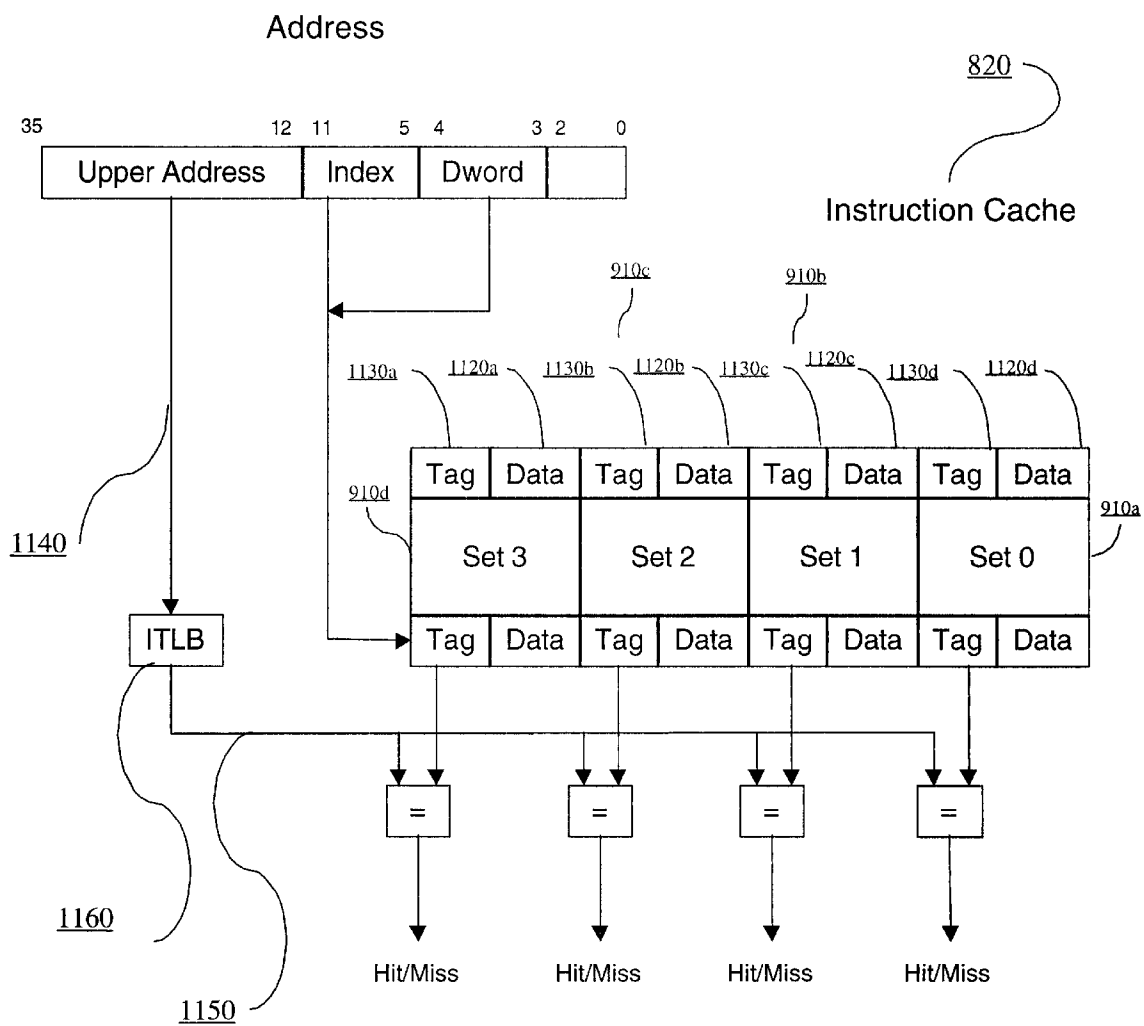 Address
820
35 12 11 5 4 3 2 0
Upper Address Index Dword
Instruction Cache
910c 910b
1130a 1120a 1130b 1120b 1130c 1120c 1130d 1120d
Tag Data Tag Data Tag Data Tag Data
910d 910a
1140
Set 3 Set 2 Set 1 Set 0
ITLB
Tag Data Tag Data Tag Data Tag Data
= = = =
1160
Hit/Miss Hit/Miss Hit/Miss Hit/Miss
1150